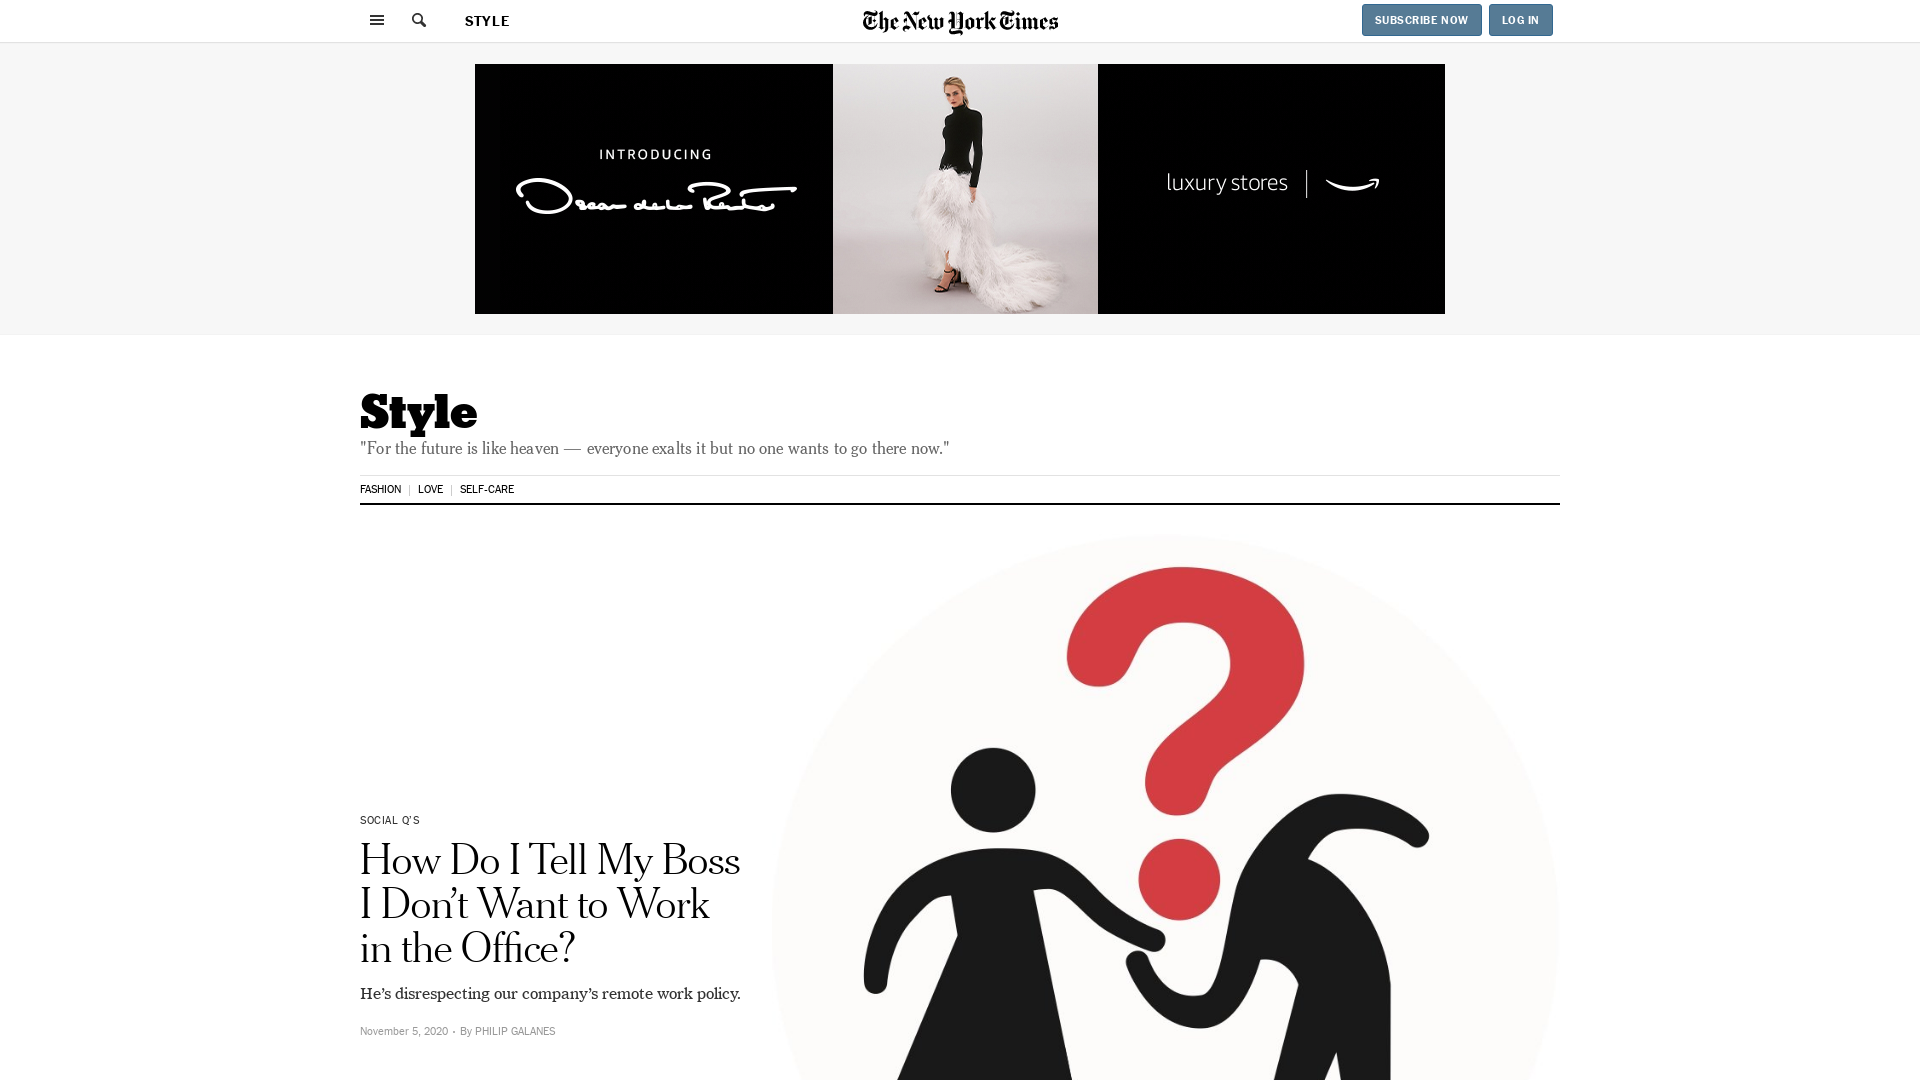 STYLE
The New York Times
SUBSCRIBE NOW
LOG IN
INTRODUCING
Oscar de la Renta
luxury stores
Style
"For the future is like heaven — everyone exalts it but no one wants to go there now."
FASHION | LOVE | SELF-CARE
SOCIAL Q’S
How Do I Tell My Boss
I Don’t Want to Work
in the Office?
He’s disrespecting our company’s remote work policy.
November 5, 2020 • By PHILIP GALANES